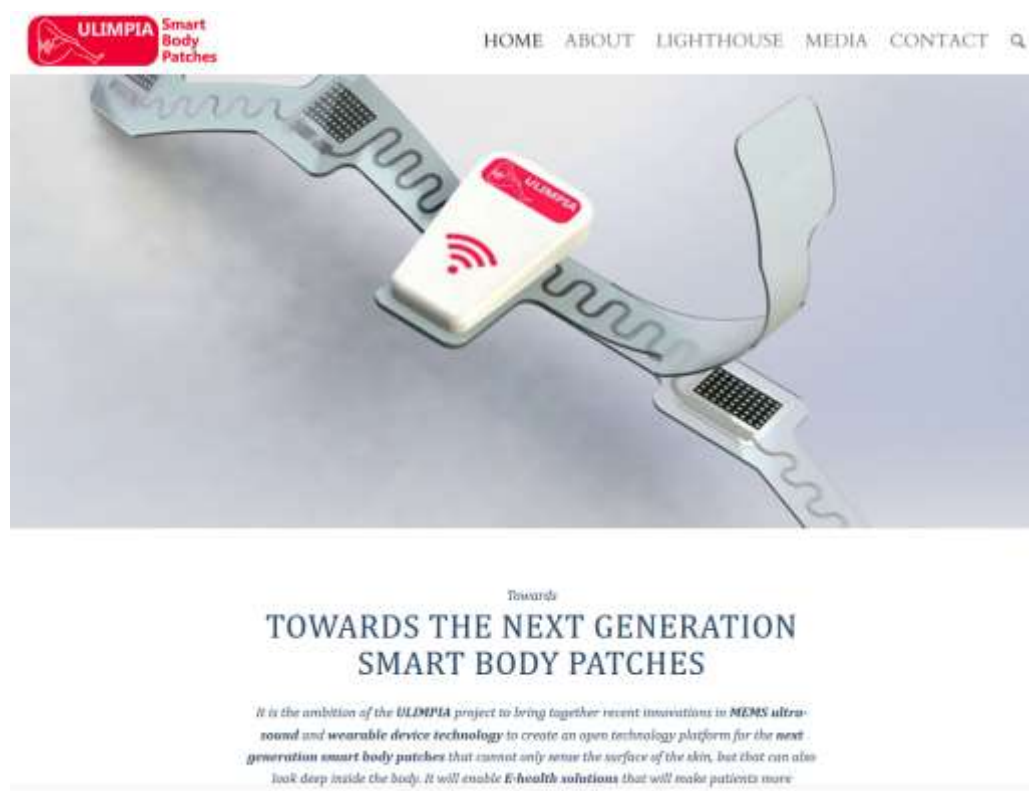 ULIMPIA Smart
Body
Patches
HOME ABOUT LIGHTHOUSE MEDIA CONTACT
ULIMPIA
Towards
TOWARDS THE NEXT GENERATION
SMART BODY PATCHES
It is the ambition of the ULIMPIA project to bring together recent innovations in MEMS ultra-
sound and wearable device technology to create an open technology platform for the next
generation smart body patches that cannot only sense the surface of the skin, but that can also
look deep inside the body. It will enable E-health solutions that will make patients more